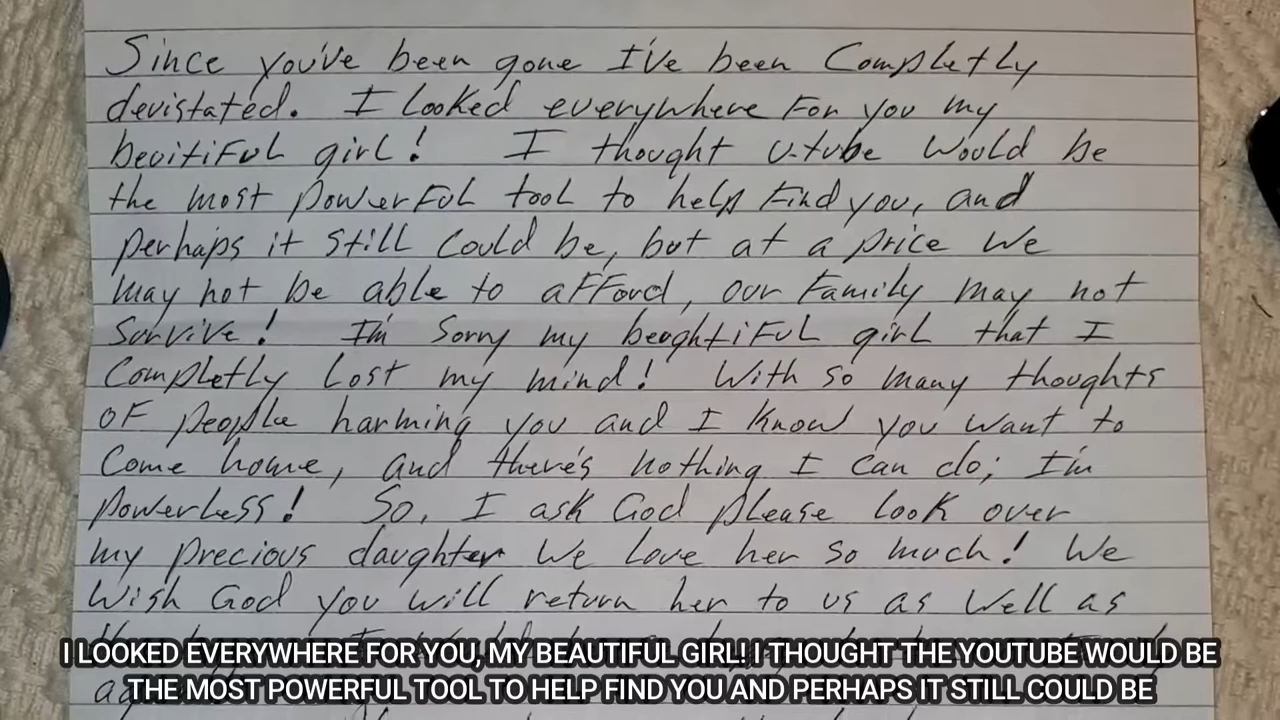 Since you've been gone I've been Completly
devistated. I looked everywhere For you my
beuitiFul girl! I thought U-tube Would be
the most powerFul tool to help Find you, and
perhaps it still Could be, but at a price We
may not be able to aFFord, our Family may not
Survive! I'm Sorry my beughtiFul girl that I
Completly Lost my mind! With so many thoughts
oF people harming you and I Know you Want to
Come home, and there's nothing I can do; I'm
powerLess! So, I ask God please look over
my precious daughter We Love her so much! We
Wish God you will return her to us as Well as
I LOOKED EVERYWHERE FOR YOU, MY BEAUTIFUL GIRL! I THOUGHT THE YOUTUBE WOULD BE
THE MOST POWERFUL TOOL TO HELP FIND YOU AND PERHAPS IT STILL COULD BE